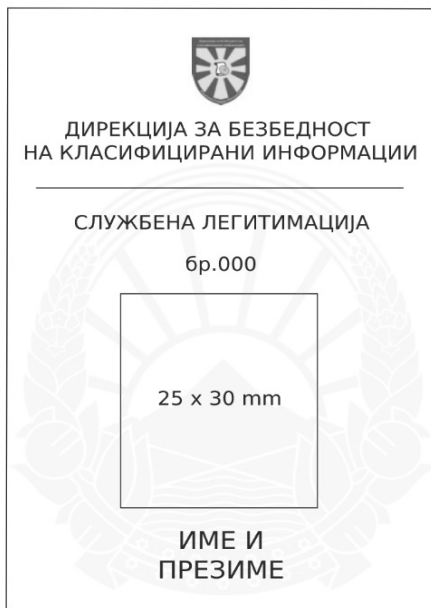 ДИРЕКЦИЈА ЗА БЕЗБЕДНОСТ
НА КЛАСИФИЦИРАНИ ИНФОРМАЦИИ
СЛУЖБЕНА ЛЕГИТИМАЦИЈА
бр.000
25 x 30 mm
ИМЕ И
ПРЕЗИМЕ